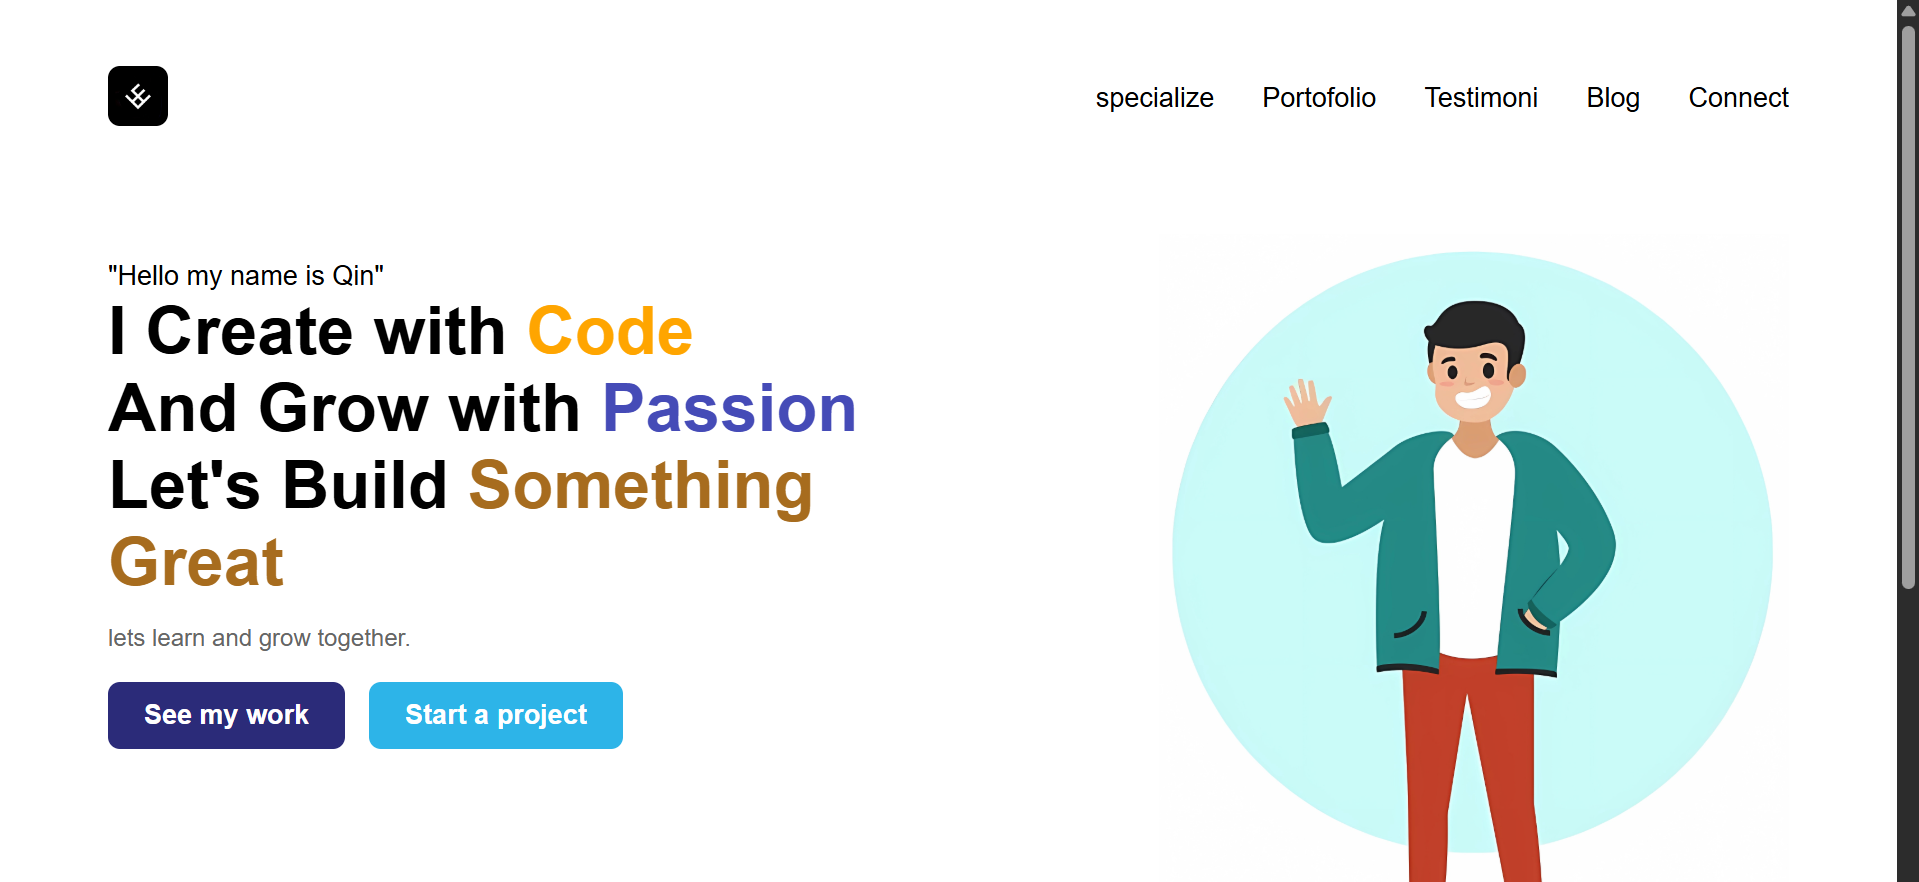 specialize Portofolio Testimoni Blog Connect
"Hello my name is Qin"
I Create with Code
And Grow with Passion
Let's Build Something
Great
lets learn and grow together.
See my work Start a project